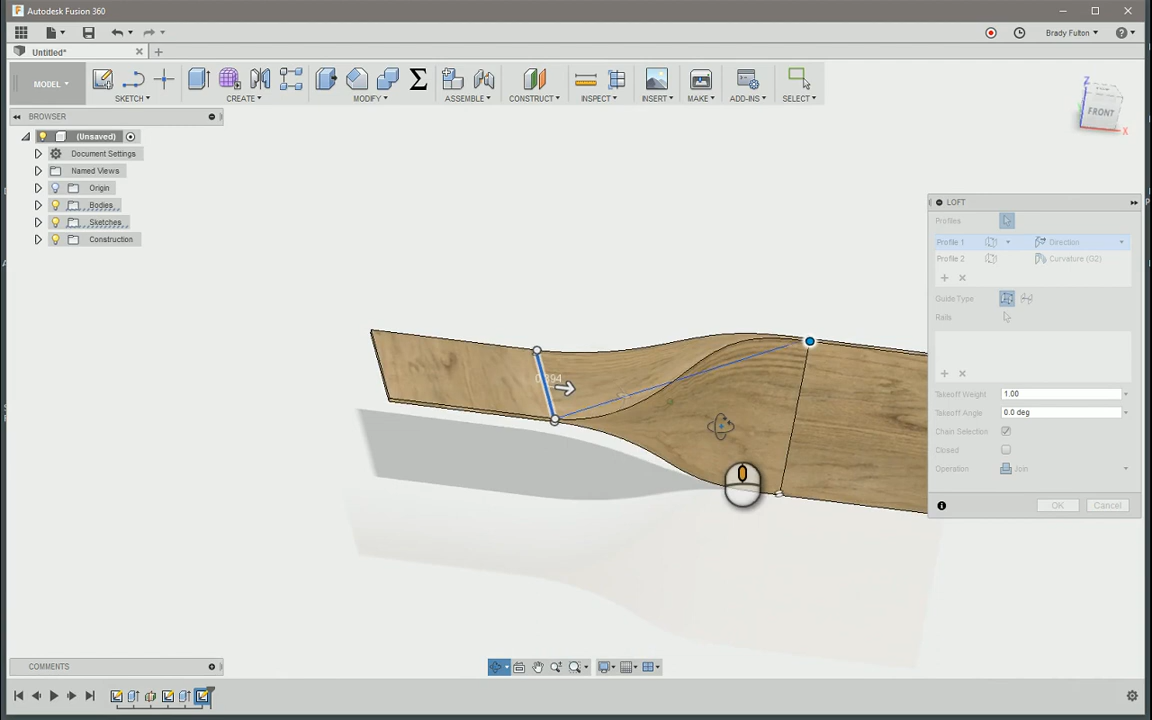 Autodesk Fusion 360
Brady Fulton
Untitled*
MODEL
SKETCH
CREATE
MODIFY
ASSEMBLE
CONSTRUCT
INSPECT
INSERT
MAKE
ADD-INS
SELECT
BROWSER
(Unsaved)
Document Settings
Named Views
Origin
Bodies
Sketches
Construction
Z
FRONT
X
LOFT
Profiles
Profile 1 Direction
Profile 2 Curvature (G2)
Guide Type
Rails
Takeoff Weight 1.00
Takeoff Angle 0.0 deg
Chain Selection
Closed
Operation Join
OK Cancel
COMMENTS